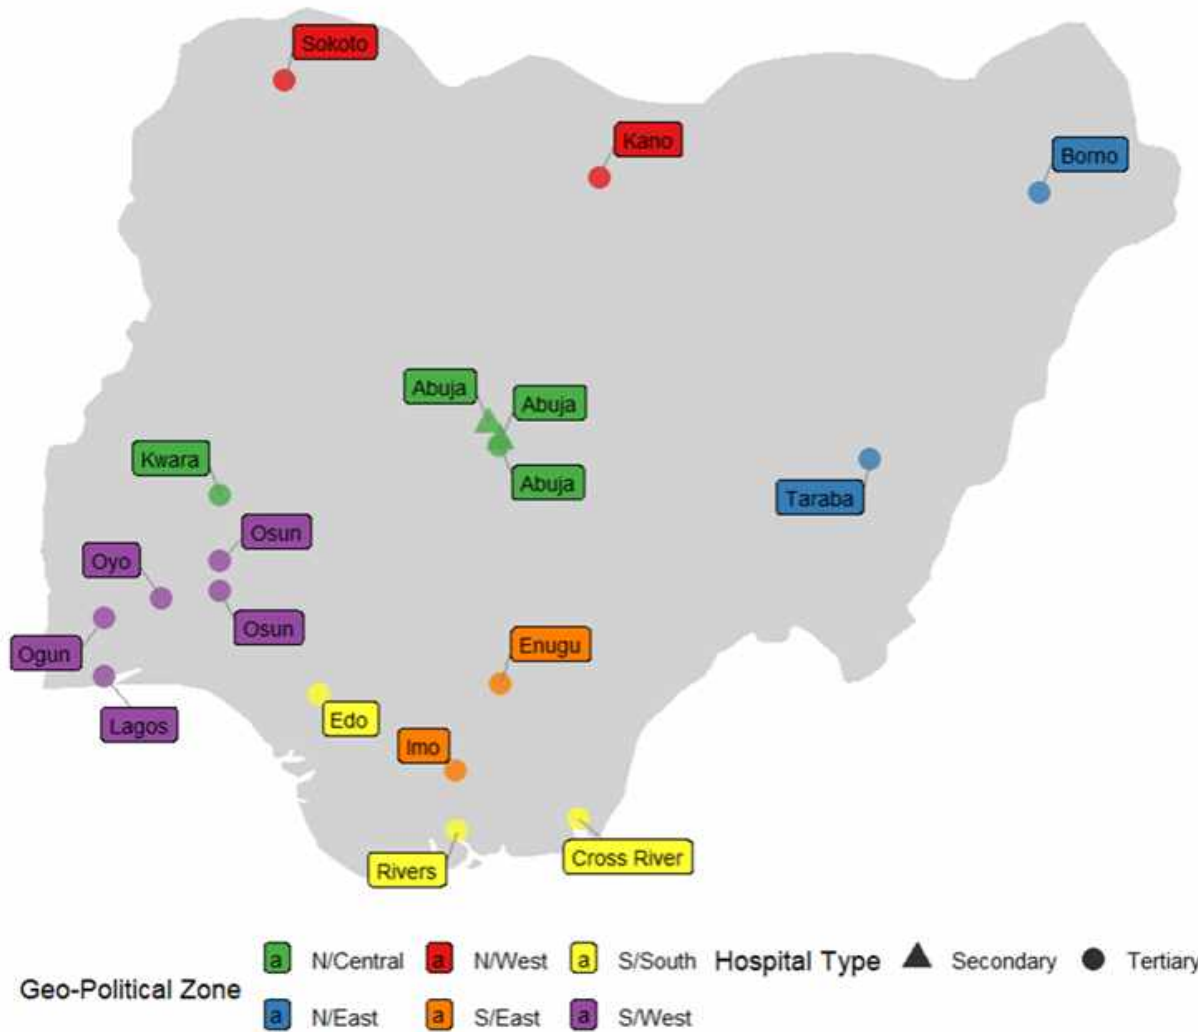 Sokoto
Kano
Borno
Abuja
Abuja
Kwara
Abuja
Taraba
Osun
Oyo
Osun
Ogun
Enugu
Lagos
Edo
Imo
Rivers
Cross River
Geo-Political Zone
a N/Central
a N/East
a N/West
a S/East
a S/South
a S/West
Hospital Type
Secondary
Tertiary